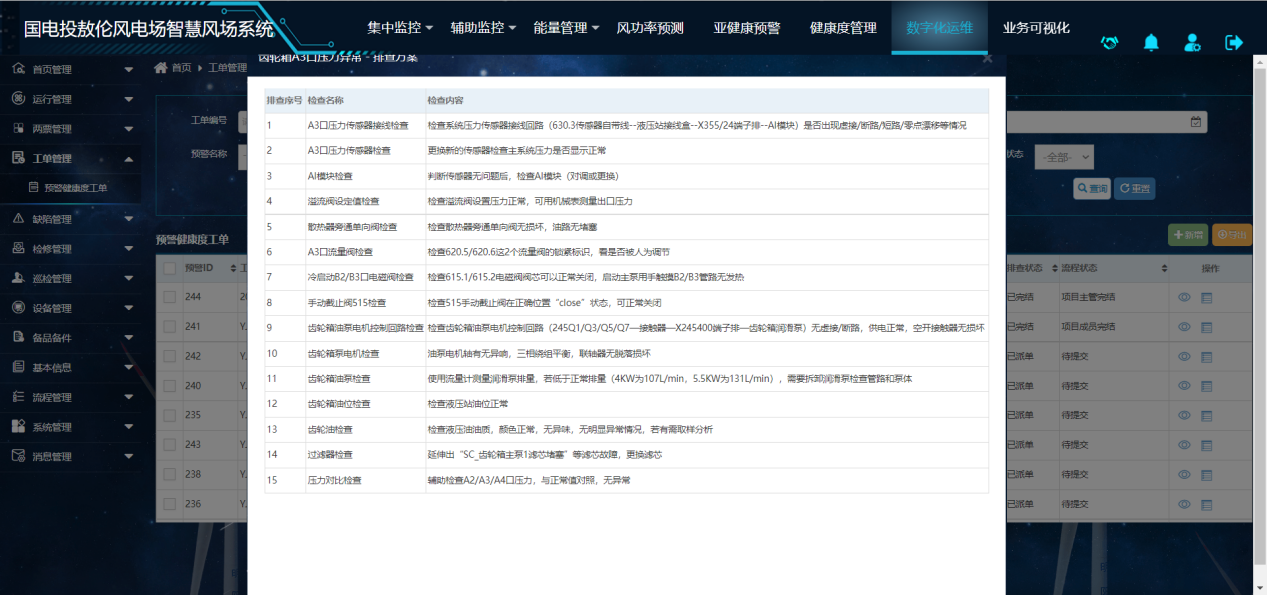 国电投敖伦风电场智慧风场系统
集中监控 辅助监控 能量管理 风功率预测 亚健康预警 健康度管理 数字化运维 业务可视化
首页管理
运行管理
两票管理
工单管理
预警健康度工单
缺陷管理
检修管理
巡检管理
设备管理
备品备件
基本信息
流程管理
系统管理
消息管理
首页 工单管理
工单编号
预警名称
状态 -全部-
查询 重置
预警健康度工单
新增 导出
预警ID 排查状态 流程状态 操作
244 已完结 项目主管完结
241 已完结 项目成员完结
242 已派单 待提交
240 已派单 待提交
235 已派单 待提交
243 已派单 待提交
238 已派单 待提交
236 已派单 待提交
齿轮箱A3口压力异常 - 排查方案
排查序号 检查名称 检查内容
1 A3口压力传感器接线检查 检查系统压力传感器接线回路（630.3传感器自带线--液压站接线盒--X355/24端子排--AI模块）是否出现虚接/断路/短路/零点漂移等情况
2 A3口压力传感器检查 更换新的传感器检查主系统压力是否显示正常
3 AI模块检查 判断传感器无问题后，检查AI模块（对调或更换）
4 溢流阀设定值检查 检查溢流阀设置压力正常，可用机械表测量出口压力
5 散热器旁通单向阀检查 检查散热器旁通单向阀无损坏，油路无堵塞
6 A3口流量阀检查 检查620.5/620.6这2个流量阀的锁紧标识，看是否被人为调节
7 冷启动B2/B3口电磁阀检查 检查615.1/615.2电磁阀阀芯可以正常关闭，启动主泵用手触摸B2/B3管路无发热
8 手动截止阀515检查 检查515手动截止阀在正确位置“close”状态，可正常关闭
9 齿轮箱油泵电机控制回路检查 检查齿轮箱油泵电机控制回路（245Q1/Q3/Q5/Q7—接触器—X245400端子排—齿轮箱润滑泵）无虚接/断路，供电正常，空开接触器无损坏
10 齿轮箱泵电机检查 油泵电机轴有无异响，三相绕组平衡，联轴器无脱落损坏
11 齿轮箱油泵检查 使用流量计测量润滑泵排量，若低于正常排量（4KW为107L/min，5.5KW为131L/min），需要拆卸润滑泵检查管路和泵体
12 齿轮箱油位检查 检查液压站油位正常
13 齿轮油检查 检查液压油油质，颜色正常，无异味，无明显异常情况，若有需取样分析
14 过滤器检查 延伸出“SC_齿轮箱主泵1滤芯堵塞”等滤芯故障，更换滤芯
15 压力对比检查 辅助检查A2/A3/A4口压力，与正常值对照，无异常